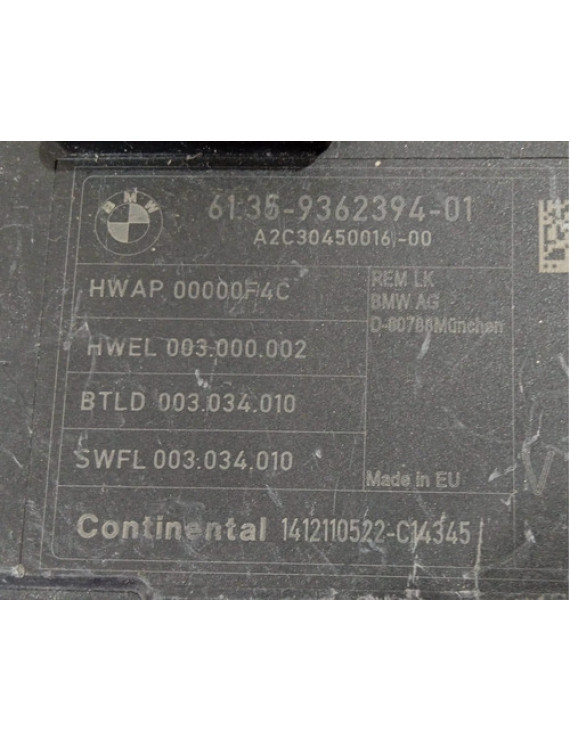 BMW
61.35-9362394-01
A2C30450016-00
HWAP 00000F4C
REM LK
BMW AG
D-80788München
HWEL 003.000.002
BTLD 003.034.010
SWFL 003.034.010
Made in EU
Continental 1412110522-C14345
V